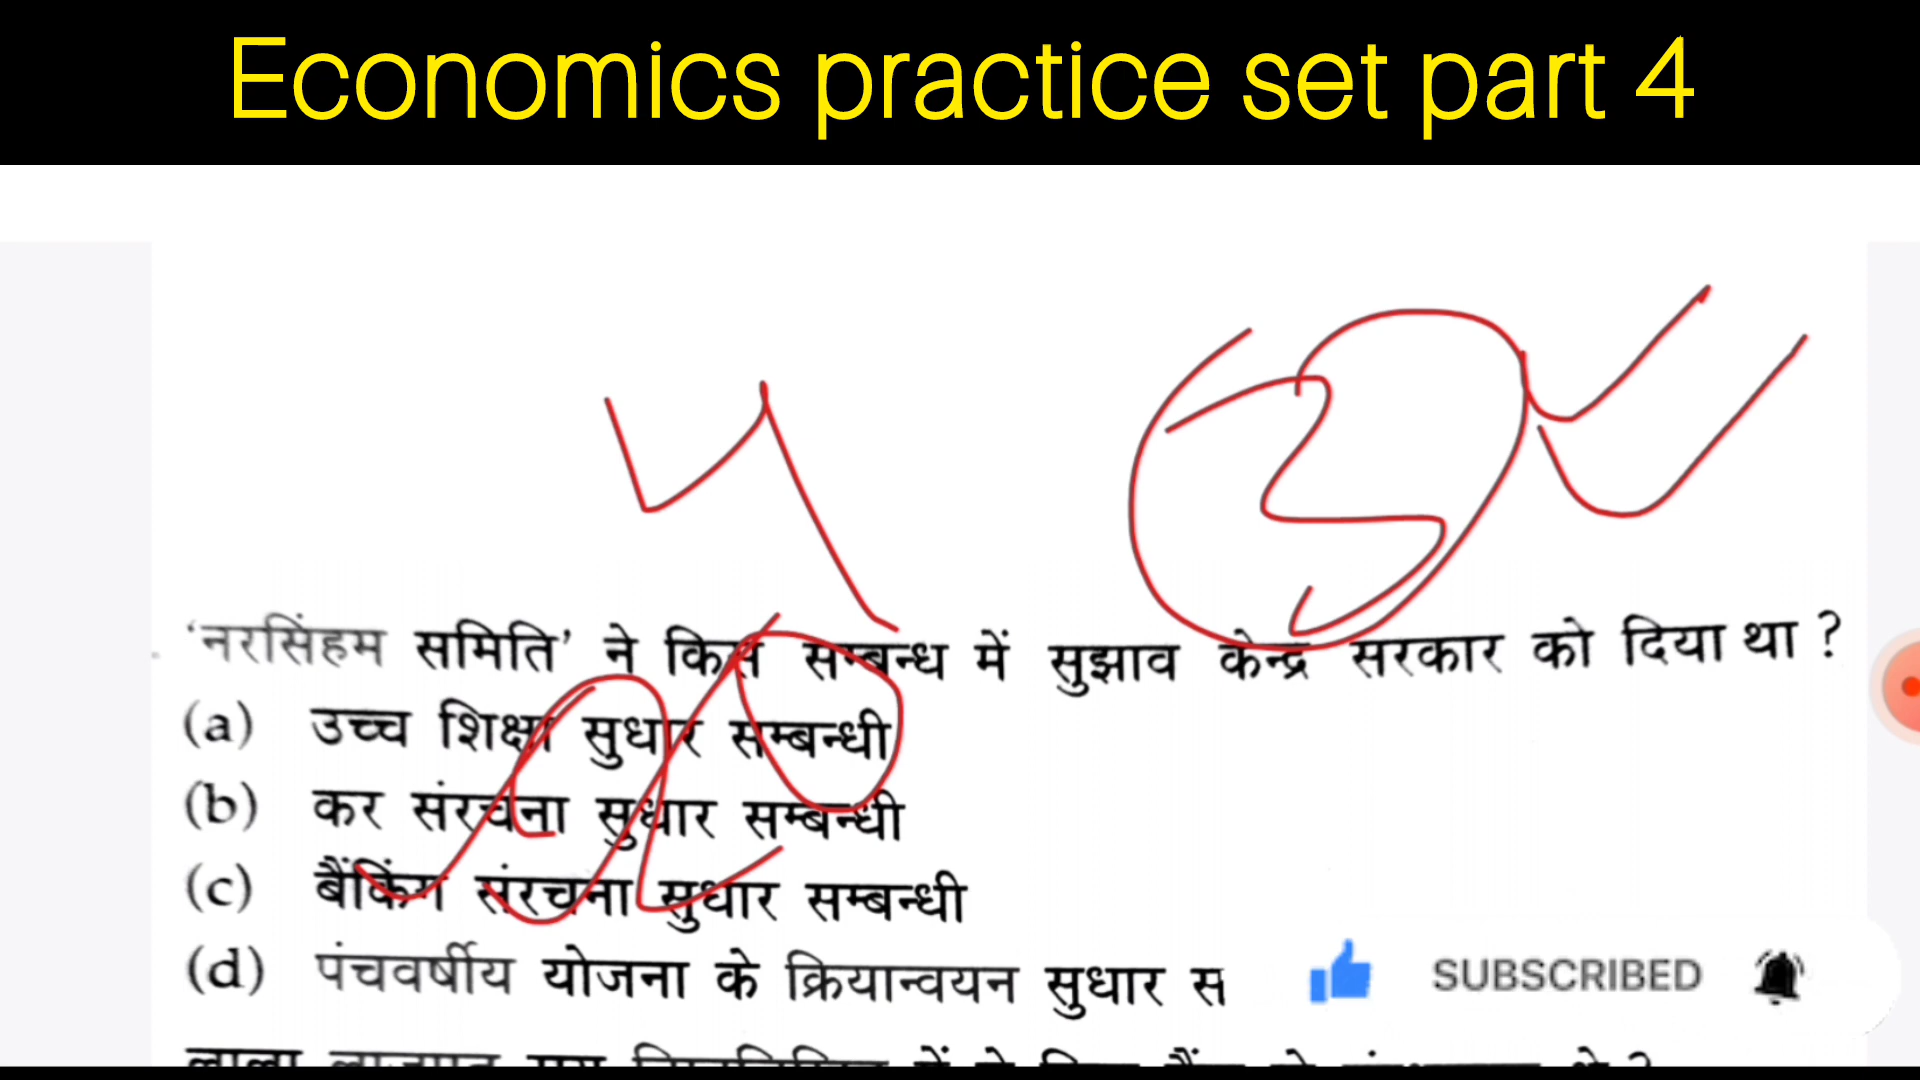 Economics practice set part 4
‘नरसिंहम समिति’ ने किस सम्बन्ध में सुझाव केन्द्र सरकार को दिया था ?
(a) उच्च शिक्षा सुधार सम्बन्धी
(b) कर संरचना सुधार सम्बन्धी
(c) बैंकिंग संरचना सुधार सम्बन्धी
(d) पंचवर्षीय योजना के क्रियान्वयन सुधार स
SUBSCRIBED